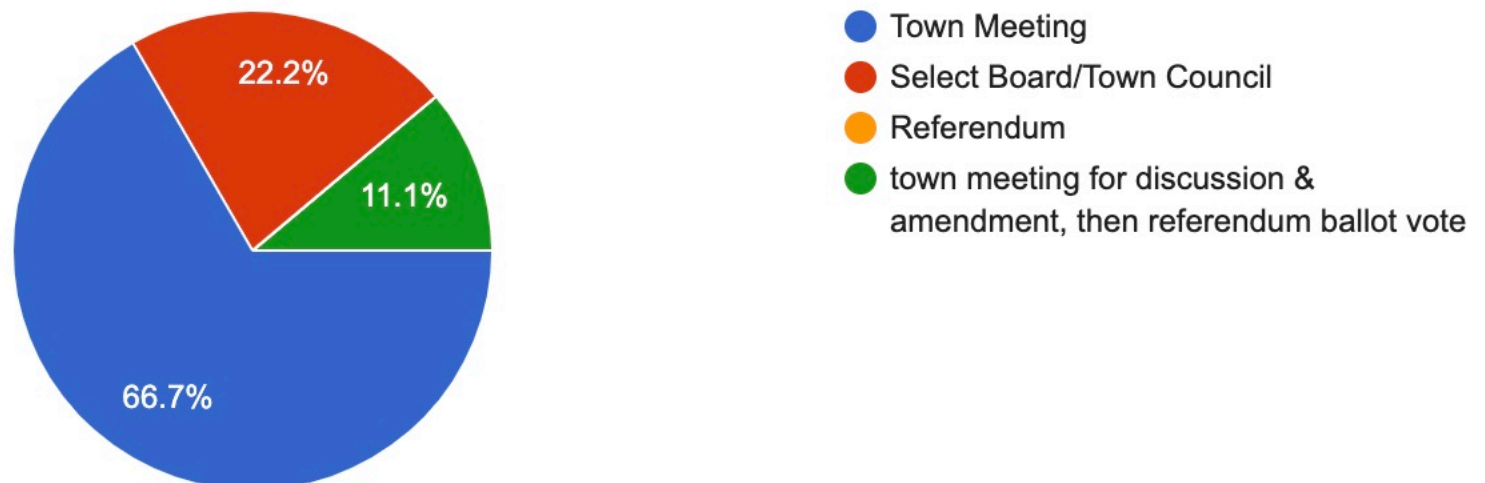 22.2%
11.1%
66.7%
Town Meeting
Select Board/Town Council
Referendum
town meeting for discussion &
amendment, then referendum ballot vote